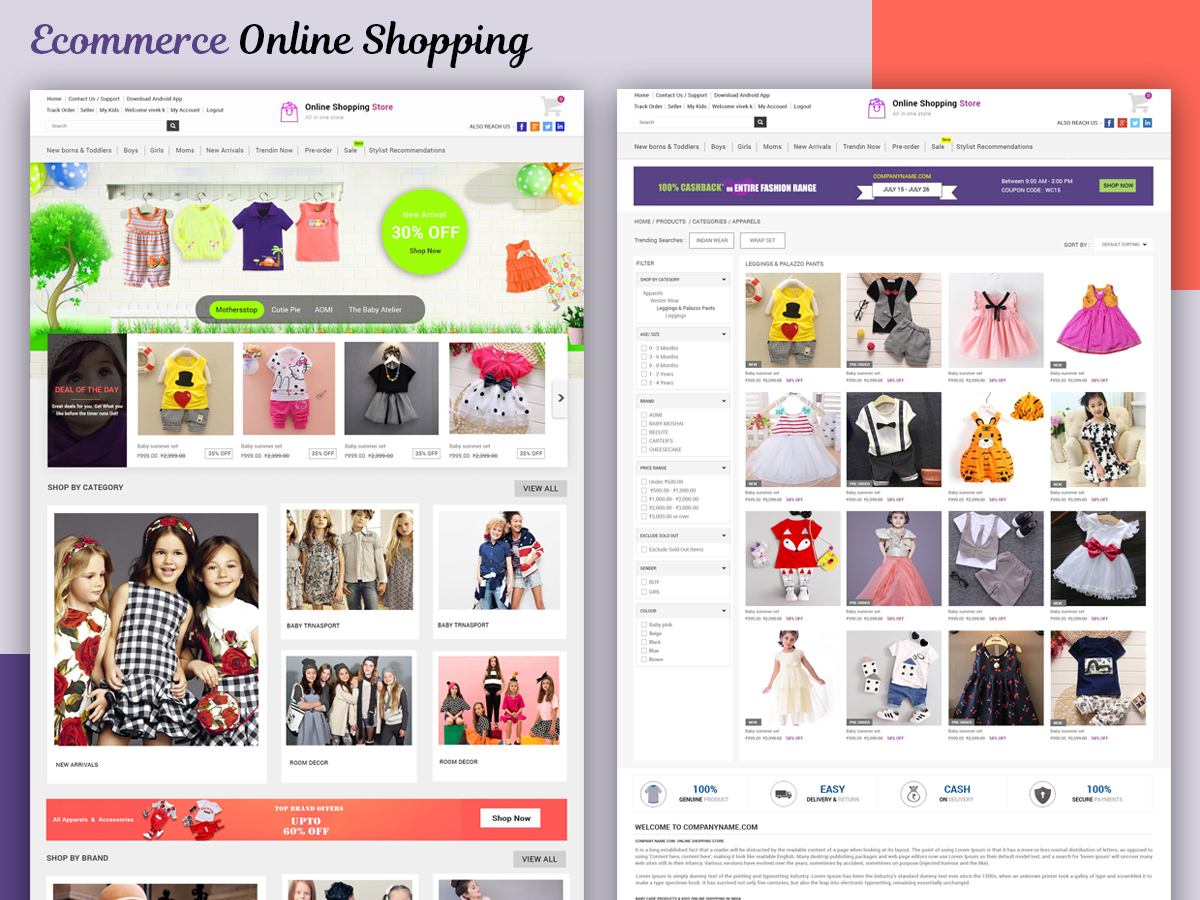 Ecommerce Online Shopping
Home | Contact Us / Support | Download Android App
Track Order | Seller | My Kids | Welcome vivek k | My Account | Logout
Search
Online Shopping Store
All in one store
0
ALSO REACH US -
New borns & Toddlers | Boys | Girls | Moms | New Arrivals | Trendin Now | Pre-order | Sale | Stylist Recommendations
New
New Arrival
30% OFF
Shop Now
Mothersstop Cutie Pie AOMI The Baby Atelier
DEAL OF THE DAY
Great deals for you. Get What you
like before the timer runs Out!
Baby summer set Baby summer set Baby summer set Baby summer set
₹999.00 ₹2,399.00 35% OFF ₹999.00 ₹2,399.00 35% OFF ₹999.00 ₹2,399.00 35% OFF ₹999.00 ₹2,399.00 35% OFF
SHOP BY CATEGORY
VIEW ALL
BABY TRNASPORT BABY TRNASPORT
NEW ARRIVALS ROOM DECOR ROOM DECOR
All Apparels & Accessories
TOP BRAND OFFERS
UPTO
60% OFF
Shop Now
SHOP BY BRAND
VIEW ALL
Home | Contact Us / Support | Download Android App
Track Order | Seller | My Kids | Welcome vivek k | My Account | Logout
Search
Online Shopping Store
All in one store
0
ALSO REACH US -
New borns & Toddlers | Boys | Girls | Moms | New Arrivals | Trendin Now | Pre-order | Sale | Stylist Recommendations
New
100% CASHBACK* ON ENTIRE FASHION RANGE
COMPANYNAME.COM
JULY 15 - JULY 26
Between 9:00 AM - 3:00 PM
COUPON CODE : WC15
SHOP NOW
HOME / PRODUCTS / CATEGORIES / APPARELS
Trending Searches : INDAN WEAR WRAP SET
SORT BY : DEFAULT SORTING
FILTER
SHOP BY CATEGORY
Apparels
Wester Wear
Leggings & Palazzo Pants
Leggings
AGE/ SIZE
0 - 3 Months
3 - 6 Months
6 - 8 Months
1 - 2 Years
2 - 4 Years
BRAND
AOMI
BABY MOSHAI
BECUTE
CARTER'S
CHEESECAKE
PRICE RANGE
Under ₹500.00
₹500.00 - ₹1,000.00
₹1,000.00 - ₹2,000.00
₹2,000.00 - ₹3,000.00
₹3,000.00 or over
EXCLUDE SOLD OUT
Exclude Sold Out Items
GENDER
BOY
GIRL
COLOUR
Baby pink
Beige
Black
Blue
Brown
LEGGINGS & PALAZZO PANTS
NEW PRE ORDER NEW
Baby summer set Baby summer set Baby summer set Baby summer set
₹999.00 ₹2,399.00 58% OFF ₹999.00 ₹2,399.00 58% OFF ₹999.00 ₹2,399.00 58% OFF ₹999.00 ₹2,399.00 58% OFF
NEW PRE ORDER NEW
Baby summer set Baby summer set Baby summer set Baby summer set
₹999.00 ₹2,399.00 58% OFF ₹999.00 ₹2,399.00 58% OFF ₹999.00 ₹2,399.00 58% OFF ₹999.00 ₹2,399.00 58% OFF
PRE ORDER NEW
Baby summer set Baby summer set Baby summer set Baby summer set
₹999.00 ₹2,399.00 58% OFF ₹999.00 ₹2,399.00 58% OFF ₹999.00 ₹2,399.00 58% OFF ₹999.00 ₹2,399.00 58% OFF
NEW PRE ORDER PRE ORDER NEW
Baby summer set Baby summer set Baby summer set Baby summer set
₹999.00 ₹2,399.00 58% OFF ₹999.00 ₹2,399.00 58% OFF ₹999.00 ₹2,399.00 58% OFF ₹999.00 ₹2,399.00 58% OFF
100% EASY CASH 100%
GENUINE PRODUCT DELIVERY & RETURN ON DELIVERY SECURE PAYMENTS
WELCOME TO COMPANYNAME.COM
COMPANY NAME.COM: ONLINE SHOPPING STORE
It is a long established fact that a reader will be distracted by the readable content of a page when looking at its layout. The point of using Lorem Ipsum is that it has a more-or-less normal distribution of letters, as opposed to
using 'Content here, content here', making it look like readable English. Many desktop publishing packages and web page editors now use Lorem Ipsum as their default model text, and a search for 'lorem ipsum' will uncover many
web sites still in their infancy. Various versions have evolved over the years, sometimes by accident, sometimes on purpose (injected humour and the like).
Lorem Ipsum is simply dummy text of the printing and typesetting industry. Lorem Ipsum has been the industry's standard dummy text ever since the 1500s, when an unknown printer took a galley of type and scrambled it to
make a type specimen book. It has survived not only five centuries, but also the leap into electronic typesetting, remaining essentially unchanged.
BABY CARE PRODUCTS & KIDS ONLINE SHOPPING IN INDIA